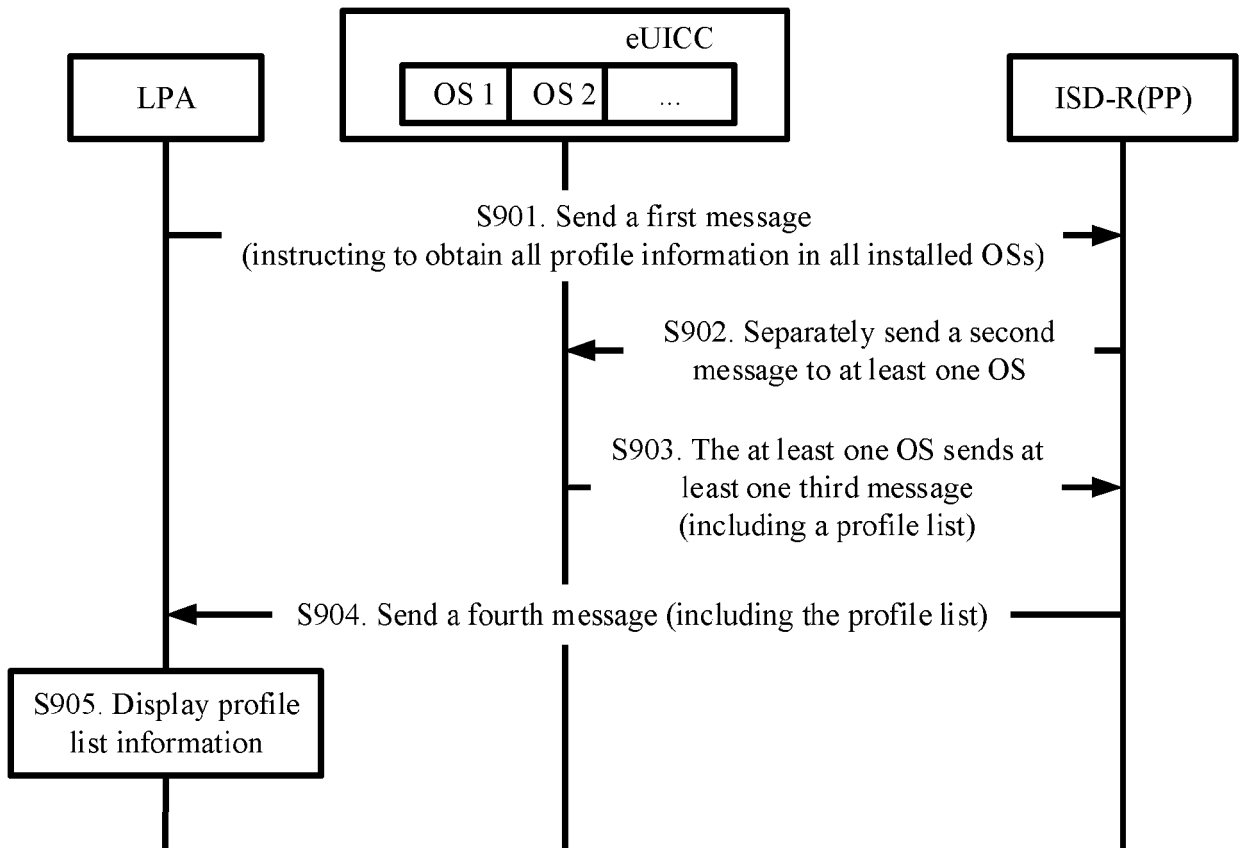 eUICC
LPA
OS 1
OS 2
...
ISD-R(PP)
S901. Send a first message
(instructing to obtain all profile information in all installed OSs)
S902. Separately send a second
message to at least one OS
S903. The at least one OS sends at
least one third message
(including a profile list)
S904. Send a fourth message (including the profile list)
S905. Display profile
list information